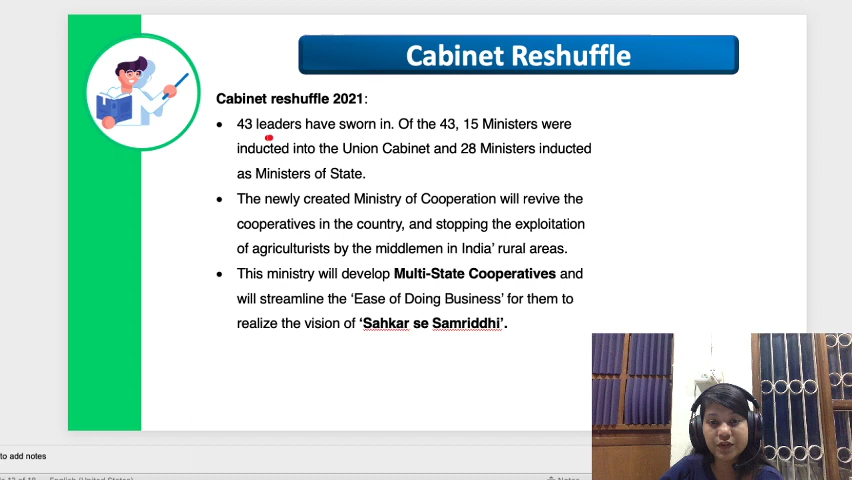 Cabinet Reshuffle
Cabinet reshuffle 2021:
• 43 leaders have sworn in. Of the 43, 15 Ministers were
inducted into the Union Cabinet and 28 Ministers inducted
as Ministers of State.
• The newly created Ministry of Cooperation will revive the
cooperatives in the country, and stopping the exploitation
of agriculturists by the middlemen in India’ rural areas.
• This ministry will develop Multi-State Cooperatives and
will streamline the ‘Ease of Doing Business’ for them to
realize the vision of ‘Sahkar se Samriddhi’.
to add notes
English (United States)
Notes